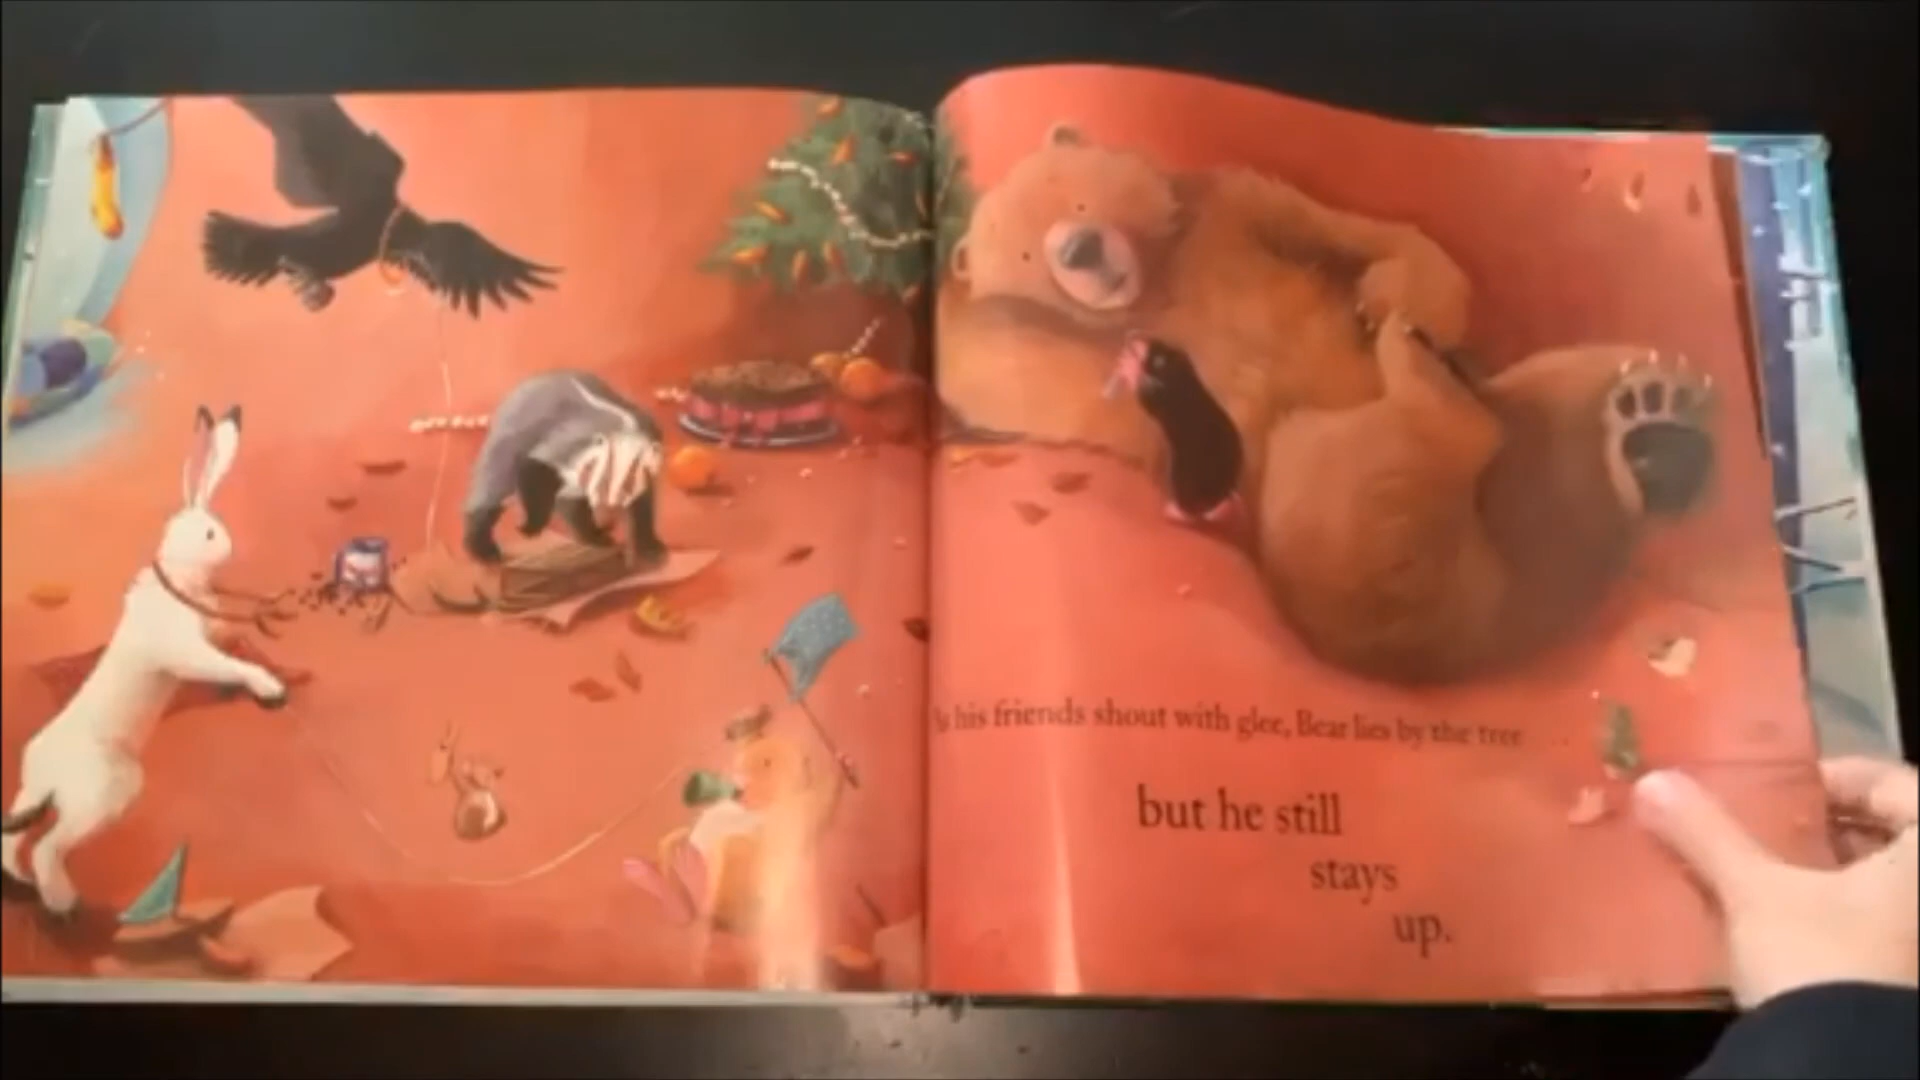 his friends shout with glee, Bear lies by the tree . . .
but he still
stays
up.